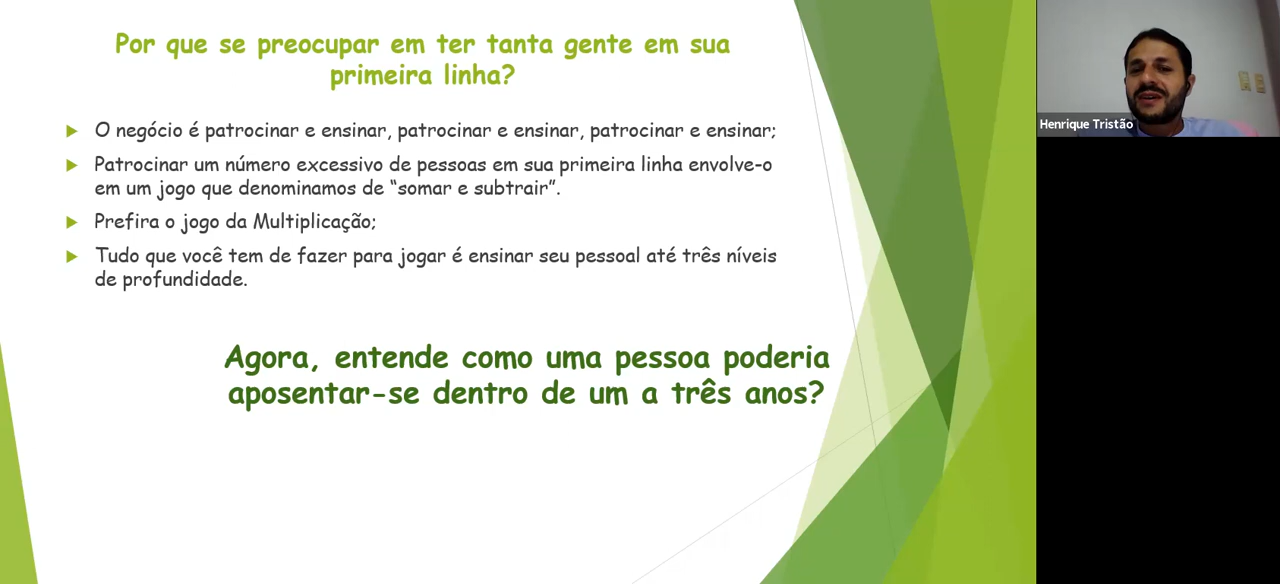 Por que se preocupar em ter tanta gente em sua
primeira linha?
O negócio é patrocinar e ensinar, patrocinar e ensinar, patrocinar e ensinar;
Patrocinar um número excessivo de pessoas em sua primeira linha envolve-o
em um jogo que denominamos de “somar e subtrair”.
Prefira o jogo da Multiplicação;
Tudo que você tem de fazer para jogar é ensinar seu pessoal até três níveis
de profundidade.
Agora, entende como uma pessoa poderia
aposentar-se dentro de um a três anos?
Henrique Tristão